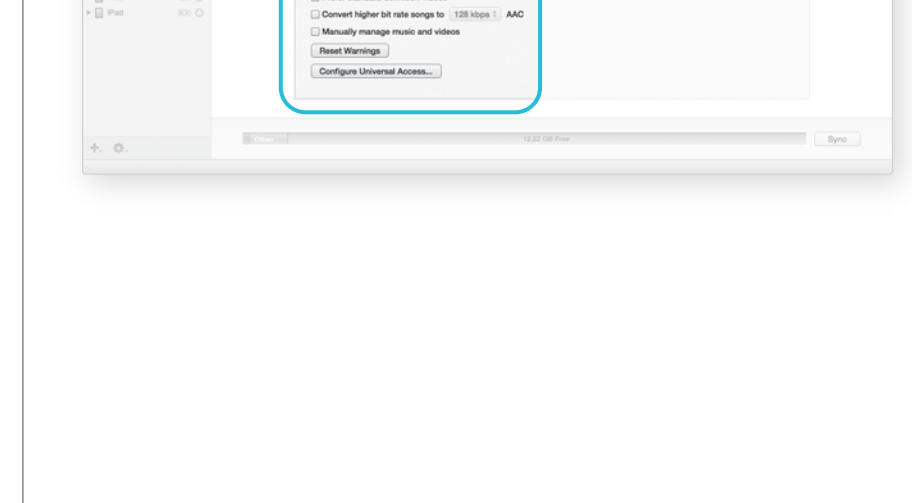 Convert higher bit rate songs to 128 kbps AAC
iPad
Manually manage music and videos
Reset Warnings
Configure Universal Access...
12.22 GB Free
Sync